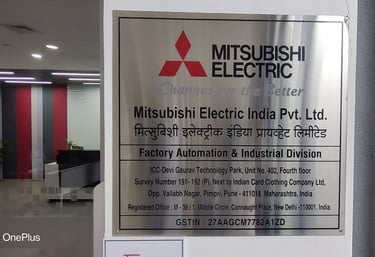 MITSUBISHI
ELECTRIC
Changes for the Better
Mitsubishi Electric India Pvt. Ltd.
मित्सुबिशी इलेक्ट्रीक इंडिया प्रायव्हेट लिमीटेड
Factory Automation & Industrial Division
ICC-Devi Gaurav Technology Park, Unit No. 402, Fourth floor
Survey Number 191- 192 (P), Next to Indian Card Clothing Company Ltd,
Opp. Vallabh Nagar, Pimpri, Pune - 411018. Maharashtra, India
Registered Office : M - 38 / 1, Middle Circle, Connaught Place, New Delhi -110001. India.
GSTIN : 27AAGCM7782A1ZD
OnePlus